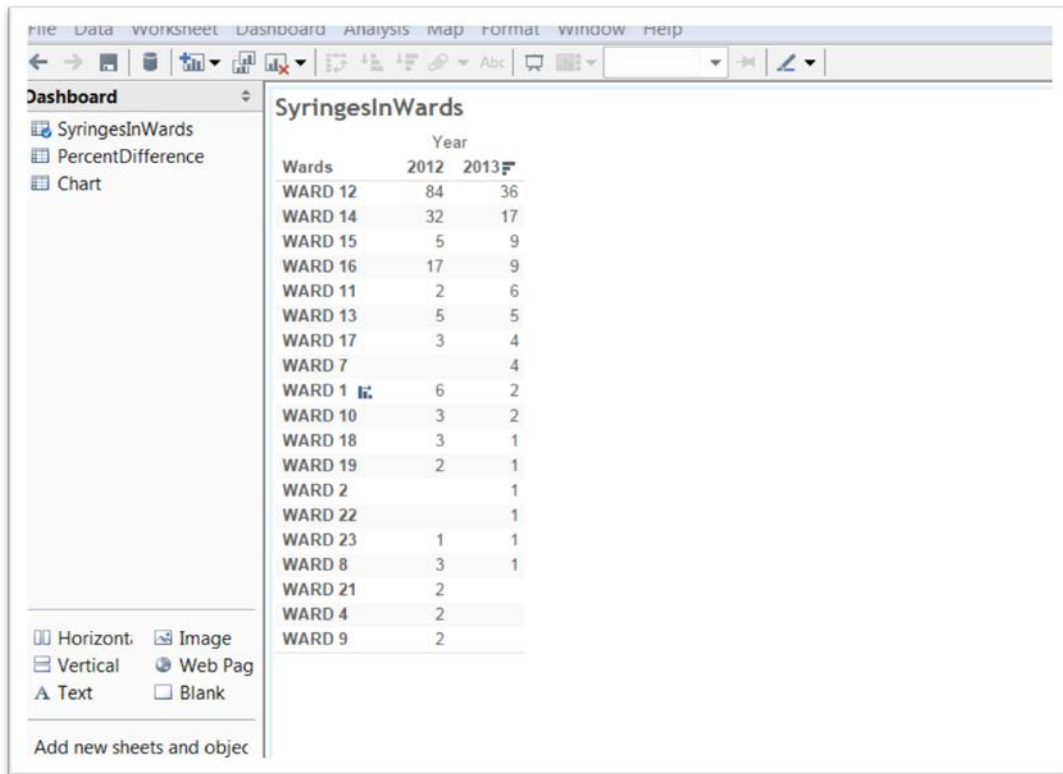 File Data Worksheet Dashboard Analysis Map Format Window Help
Abc
Dashboard
SyringesInWards
PercentDifference
Chart
Horizont
Image
Vertical
Web Pag
A Text
Blank
Add new sheets and objec
SyringesInWards
Year
Wards 2012 2013
WARD 12 84 36
WARD 14 32 17
WARD 15 5 9
WARD 16 17 9
WARD 11 2 6
WARD 13 5 5
WARD 17 3 4
WARD 7 4
WARD 1 6 2
WARD 10 3 2
WARD 18 3 1
WARD 19 2 1
WARD 2 1
WARD 22 1
WARD 23 1 1
WARD 8 3 1
WARD 21 2
WARD 4 2
WARD 9 2